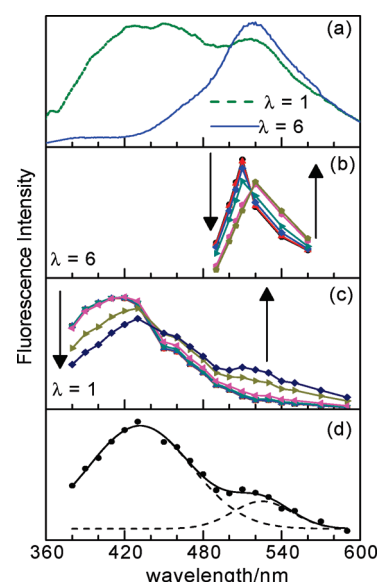 (a)
λ = 1
λ = 6
(b)
λ = 6
(c)
λ = 1
(d)
Fluorescence Intensity
360 420 480 540 600
wavelength/nm